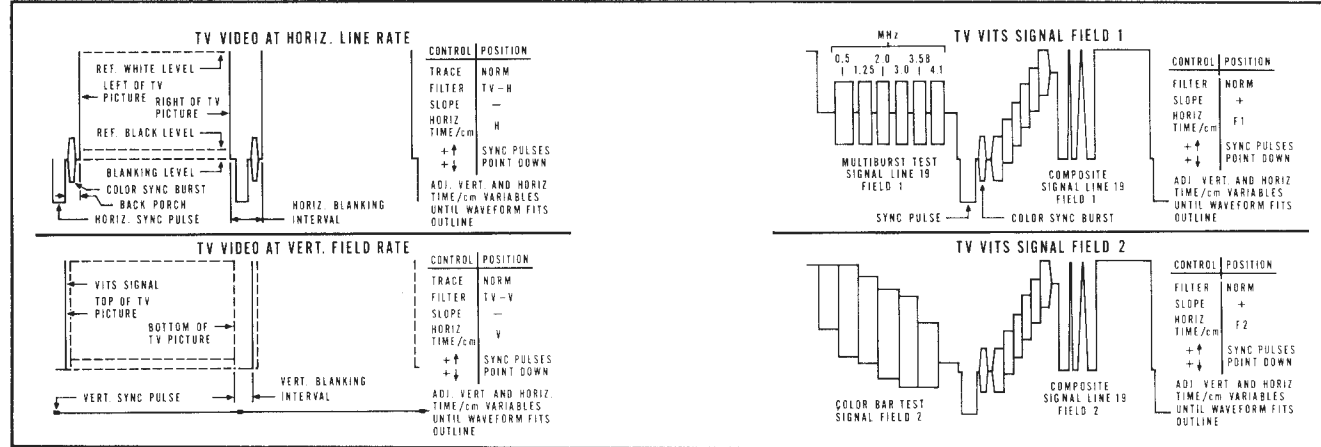 TV VIDEO AT HORIZ. LINE RATE
REF. WHITE LEVEL
LEFT OF TV
PICTURE
RIGHT OF TV
PICTURE
REF. BLACK LEVEL
BLANKING LEVEL
COLOR SYNC BURST
BACK PORCH
HORIZ. SYNC PULSE
HORIZ. BLANKING
INTERVAL
CONTROL POSITION
TRACE NORM
FILTER TV-H
SLOPE —
HORIZ
TIME/cm H
+↑ SYNC PULSES
+↓ POINT DOWN
ADJ. VERT. AND HORIZ
TIME/cm VARIABLES
UNTIL WAVEFORM FITS
OUTLINE
TV VIDEO AT VERT. FIELD RATE
VITS SIGNAL
TOP OF TV
PICTURE
BOTTOM OF
TV PICTURE
VERT. SYNC PULSE
VERT. BLANKING
INTERVAL
CONTROL POSITION
TRACE NORM
FILTER TV-V
SLOPE —
HORIZ
TIME/cm V
+↑ SYNC PULSES
+↓ POINT DOWN
ADJ. VERT AND HORIZ
TIME/cm VARIABLES
UNTIL WAVEFORM FITS
OUTLINE
TV VITS SIGNAL FIELD 1
MHz
0.5 2.0 3.58
1.25 3.0 4.1
MULTIBURST TEST
SIGNAL LINE 19
FIELD 1
SYNC PULSE
COLOR SYNC BURST
COMPOSITE
SIGNAL LINE 19
FIELD 1
CONTROL POSITION
FILTER NORM
SLOPE +
HORIZ
TIME/cm F1
+↑ SYNC PULSES
+↓ POINT DOWN
ADJ. VERT. AND HORIZ
TIME/cm VARIABLES
UNTIL WAVEFORM FITS
OUTLINE
TV VITS SIGNAL FIELD 2
COLOR BAR TEST
SIGNAL FIELD 2
COMPOSITE
SIGNAL LINE 19
FIELD 2
CONTROL POSITION
FILTER NORM
SLOPE +
HORIZ
TIME/cm F2
+↑ SYNC PULSES
+↓ POINT DOWN
ADJ VERT AND HORIZ
TIME/cm VARIABLES
UNTIL WAVEFORM FITS
OUTLINE